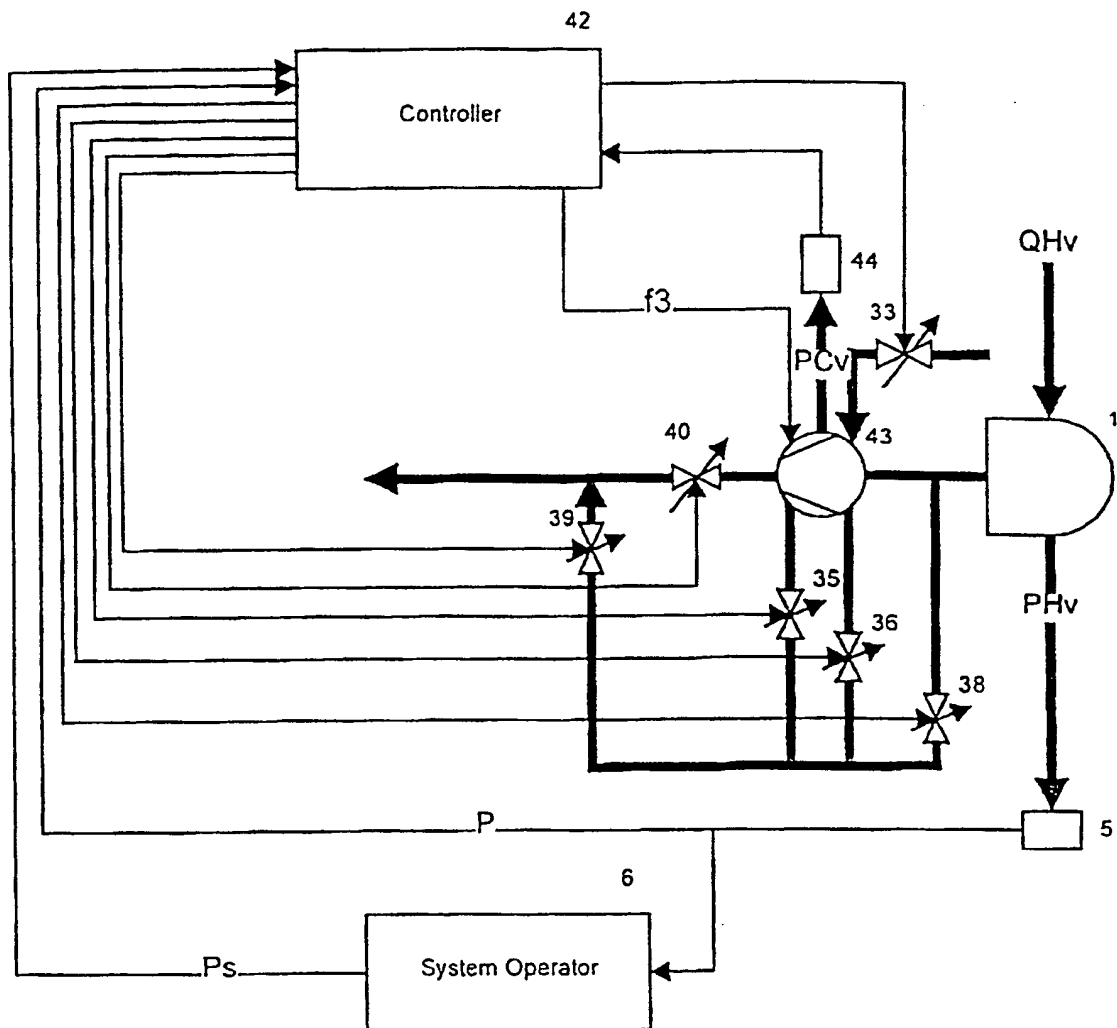 42
Controller
QHv
44
f3
33
PCv
1
43
40
39
35
PHv
36
38
P
5
6
Ps
System Operator